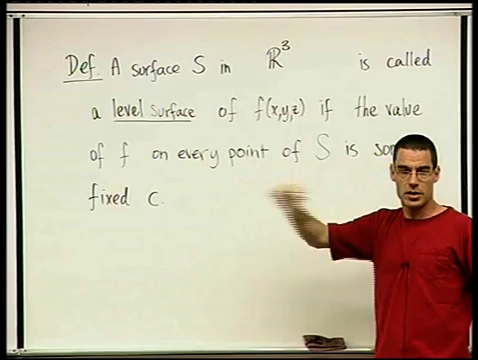 Def. A surface S in ℝ³ is called
a level surface of f(x,y,z) if the value
of f on every point of S is
fixed c.